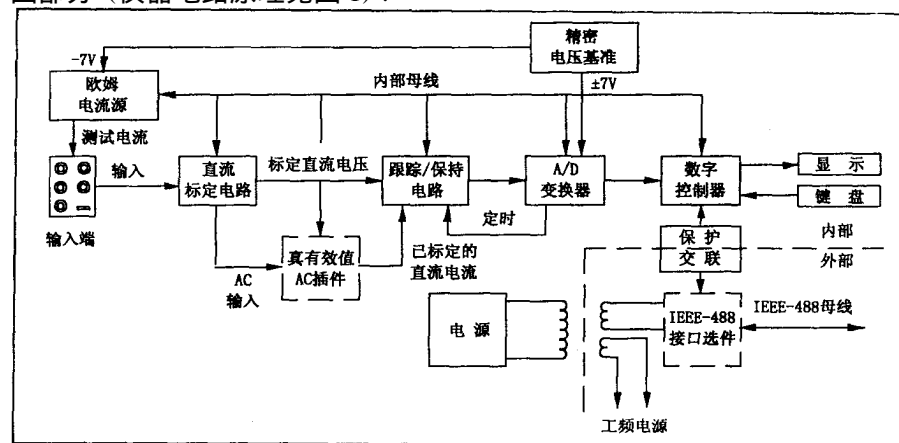 精密
电压基准
-7V
±7V
内部母线
欧姆
电流源
测试电流
输入
直流
标定电路
标定直流电压
跟踪/保持
电路
A/D
变换器
数字
控制器
显 示
键 盘
输入端
定时
AC
输入
真有效值
AC插件
已标定的
直流电流
保 护
交 联
内部
外部
电 源
IEEE-488
接口选件
IEEE-488母线
工频电源